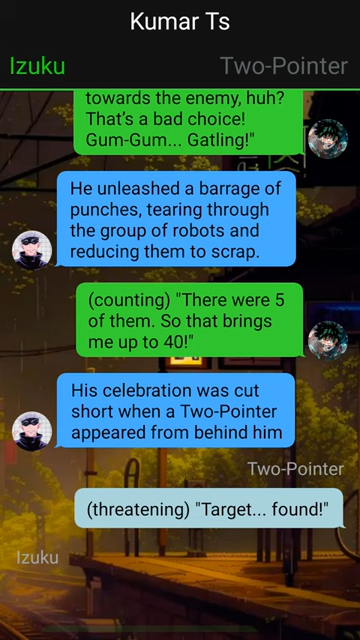 Kumar Ts
Izuku
Two-Pointer
towards the enemy, huh?
That's a bad choice!
Gum-Gum... Gatling!"
He unleashed a barrage of
punches, tearing through
the group of robots and
reducing them to scrap.
(counting) "There were 5
of them. So that brings
me up to 40!"
His celebration was cut
short when a Two-Pointer
appeared from behind him
Two-Pointer
(threatening) "Target... found!"
Izuku